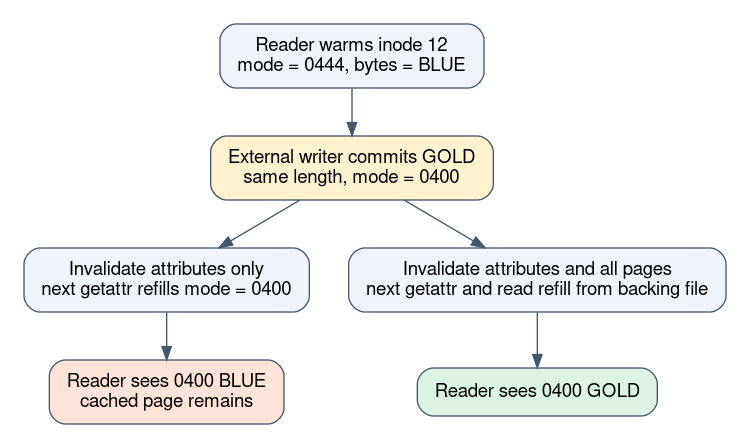 Reader warms inode 12
mode = 0444, bytes = BLUE
External writer commits GOLD
same length, mode = 0400
Invalidate attributes only
next getattr refills mode = 0400
Invalidate attributes and all pages
next getattr and read refill from backing file
Reader sees 0400 BLUE
cached page remains
Reader sees 0400 GOLD